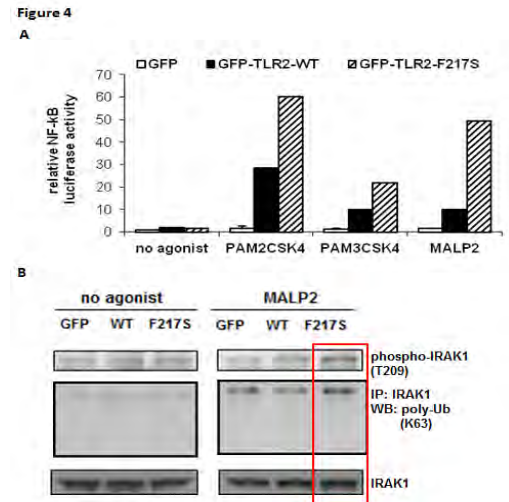 Figure 4
A
GFP GFP-TLR2-WT GFP-TLR2-F217S
relative NF-kB
luciferase activity
70
60
50
40
30
20
10
0
no agonist PAM2CSK4 PAM3CSK4 MALP2
B
no agonist MALP2
GFP WT F217S GFP WT F217S
phospho-IRAK1
(T209)
IP: IRAK1
WB: poly-Ub
(K63)
IRAK1